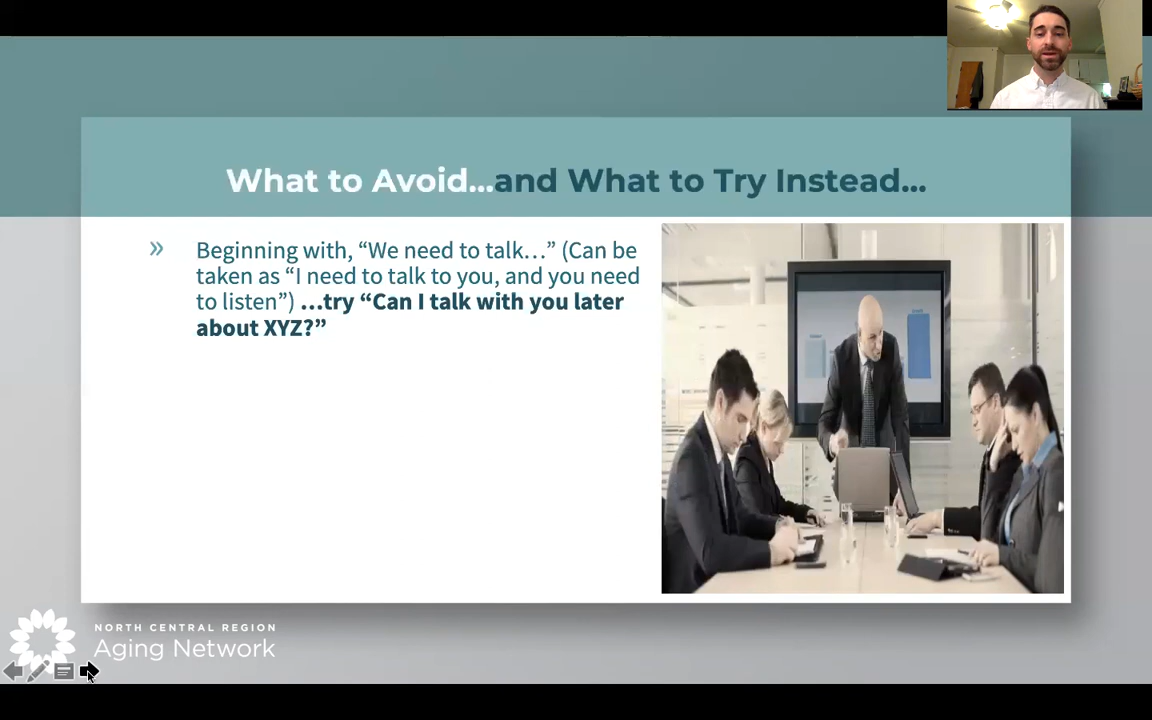 What to Avoid...and What to Try Instead...
» Beginning with, “We need to talk…” (Can be
taken as “I need to talk to you, and you need
to listen”) …try “Can I talk with you later
about XYZ?”
NORTH CENTRAL REGION
Aging Network